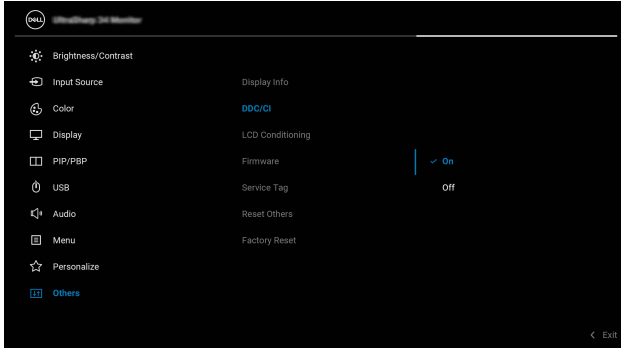 DELL
Brightness/Contrast
Input Source
Color
Display
PIP/PBP
USB
Audio
Menu
Personalize
Others
Display Info
DDC/CI
LCD Conditioning
Firmware
Service Tag
Reset Others
Factory Reset
On
Off
Exit